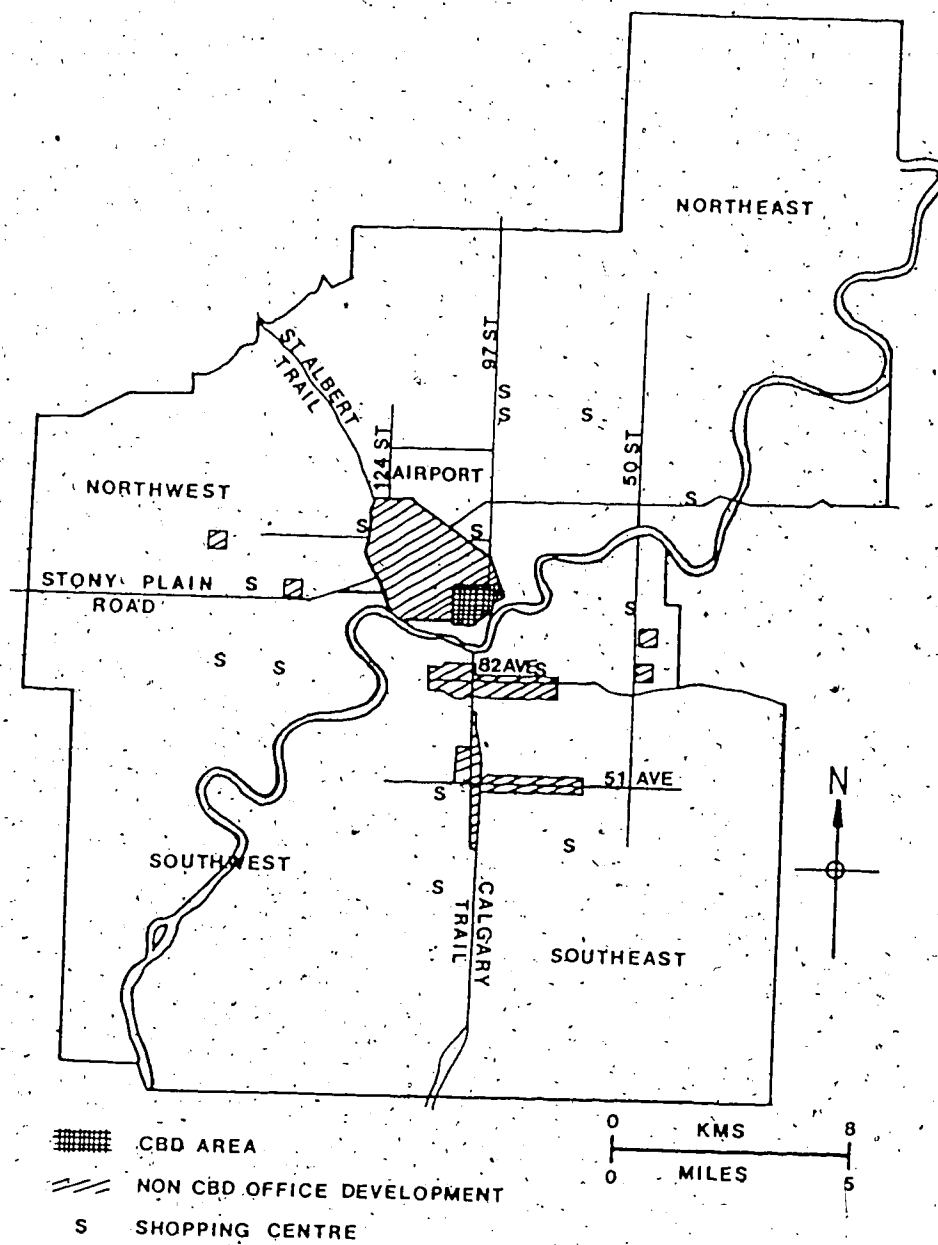 NORTHEAST
ST ALBERT
TRAIL
97 ST
S
S
S
124 ST
50 ST
AIRPORT
NORTHWEST
S
S
S
STONY PLAIN
ROAD
S
S
S
S
82 AVE
S
51 AVE
S
N
S
SOUTHWEST
S
CALGARY
TRAIL
SOUTHEAST
0 KMS 8
0 MILES 5
CBD AREA
NON CBD OFFICE DEVELOPMENT
S SHOPPING CENTRE